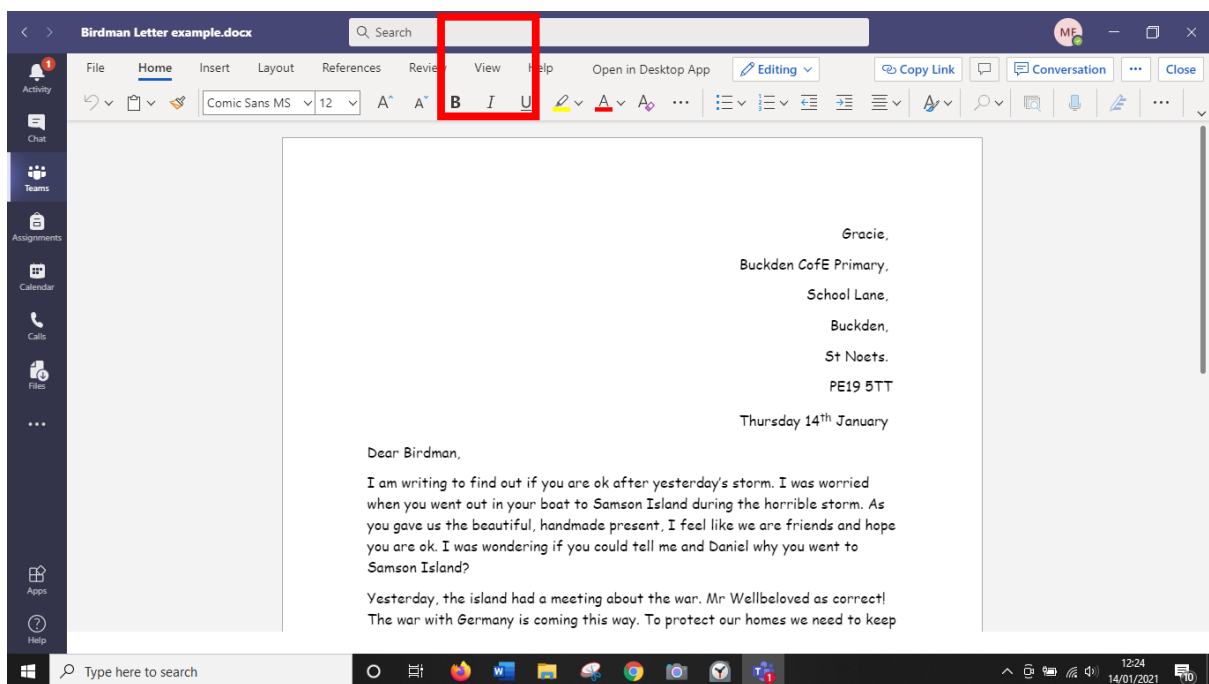 Birdman Letter example.docx
Search
MF
File Home Insert Layout References Review View Help Open in Desktop App Editing Copy Link Conversation Close
Comic Sans MS 12 A A B I U A A
1
Activity
Chat
Teams
Assignments
Calendar
Calls
Files
Apps
Help
Gracie,
Buckden CofE Primary,
School Lane,
Buckden,
St Noets.
PE19 5TT
Thursday 14th January
Dear Birdman,
I am writing to find out if you are ok after yesterday's storm. I was worried
when you went out in your boat to Samson Island during the horrible storm. As
you gave us the beautiful, handmade present, I feel like we are friends and hope
you are ok. I was wondering if you could tell me and Daniel why you went to
Samson Island?
Yesterday, the island had a meeting about the war. Mr Wellbeloved as correct!
The war with Germany is coming this way. To protect our homes we need to keep
Type here to search
12:24
14/01/2021